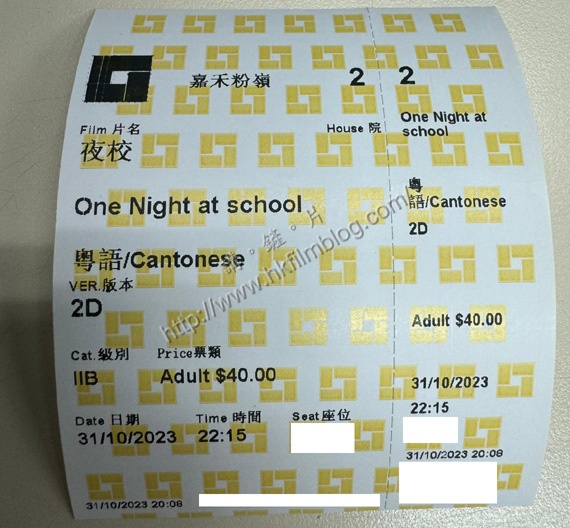 嘉禾粉嶺
2
Film 片名
House 院
夜校
One Night at school
粵語/Cantonese
VER.版本
2D
Cat.級別
Price票類
IIB
Adult $40.00
Date 日期
Time 時間
Seat座位
31/10/2023
22:15
31/10/2023 20:08
2
One Night at
school
粵
語/Cantonese
2D
Adult $40.00
31/10/2023
22:15
31/10/2023 20:08
http://www.hkfilmblog.com/